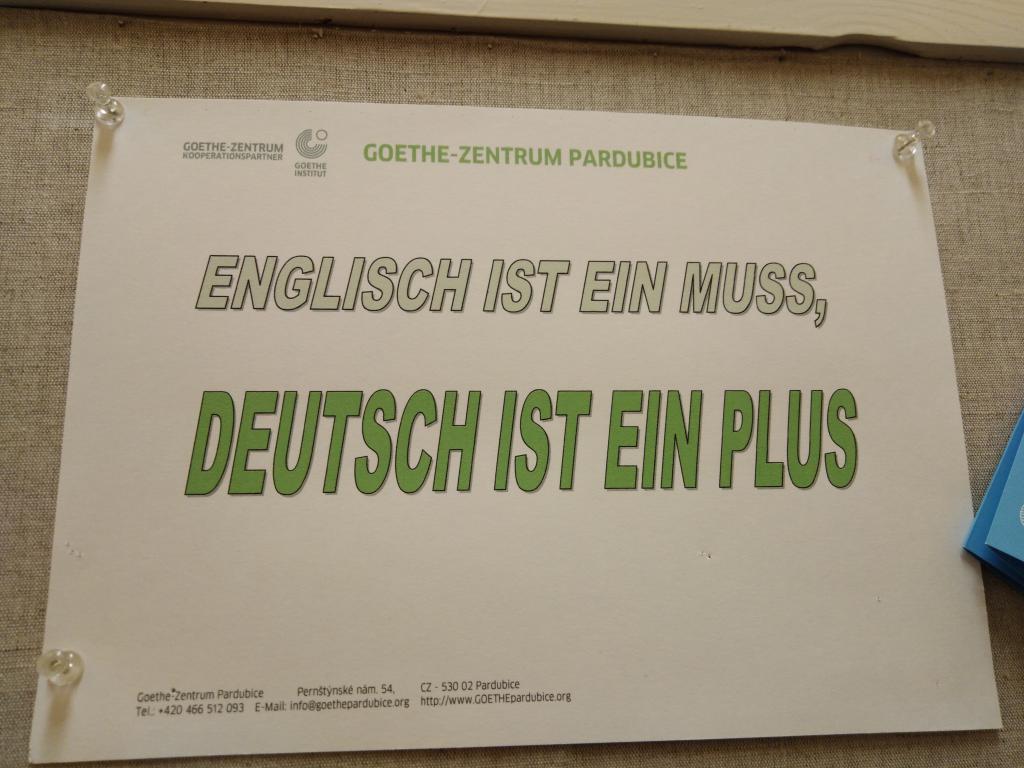 GOETHE-ZENTRUM
KOOPERATIONSPARTNER
GOETHE
INSTITUT
GOETHE-ZENTRUM PARDUBICE
ENGLISCH IST EIN MUSS,
DEUTSCH IST EIN PLUS
Goethe-Zentrum Pardubice Pernštýnské nám. 54, CZ - 530 02 Pardubice
Tel.: +420 466 512 093 E-Mail: info@goethepardubice.org http://www.GOETHEpardubice.org